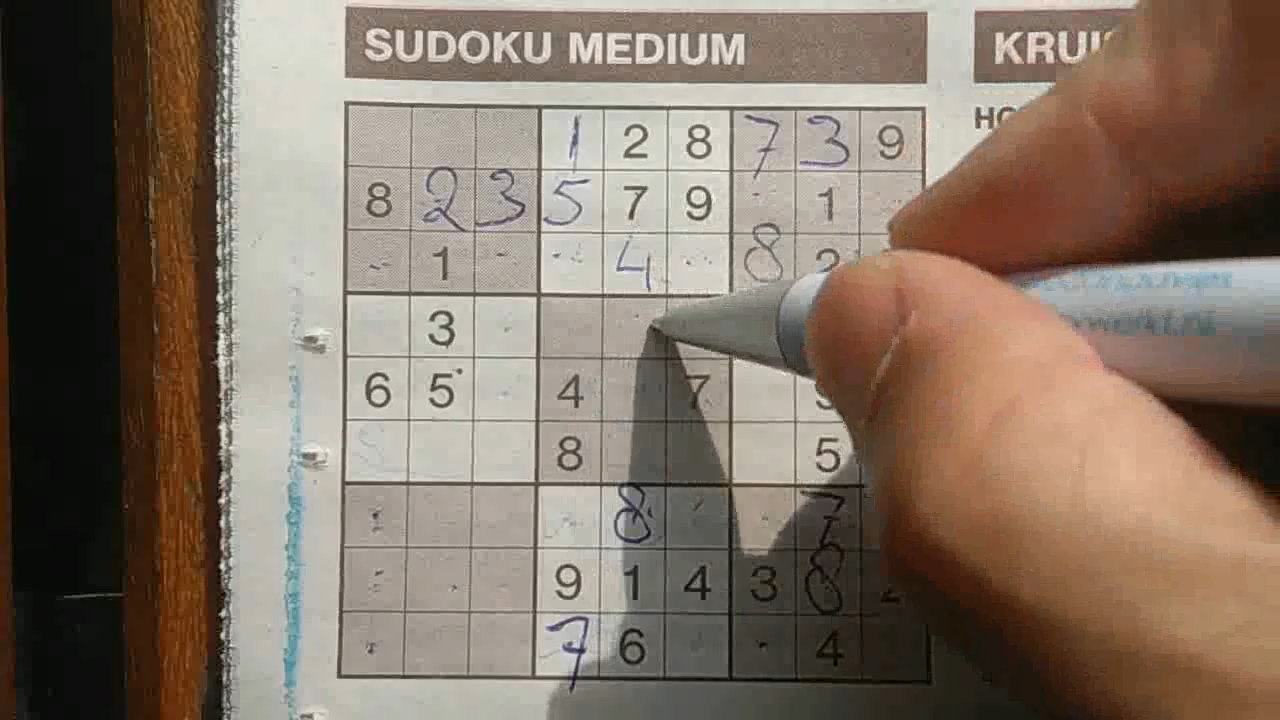 SUDOKU MEDIUM
KRUI
HO
1 2 8 7 3 9
8 2 3 5 7 9 1
1 4 8 2
3
6 5 4 7
8 5
8 7
9 1 4 3 8
7 6 4